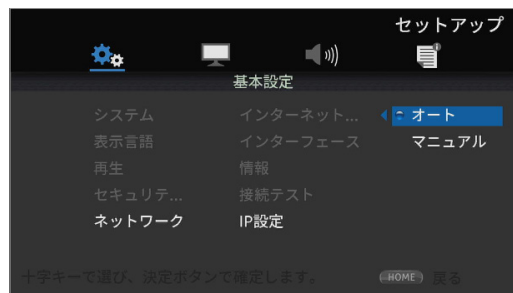 セットアップ
基本設定
システム
表示言語
再生
セキュリテ...
ネットワーク
インターネット...
インターフェース
情報
接続テスト
IP設定
オート
マニュアル
十字キーで選び、決定ボタンで確定します。
HOME 戻る